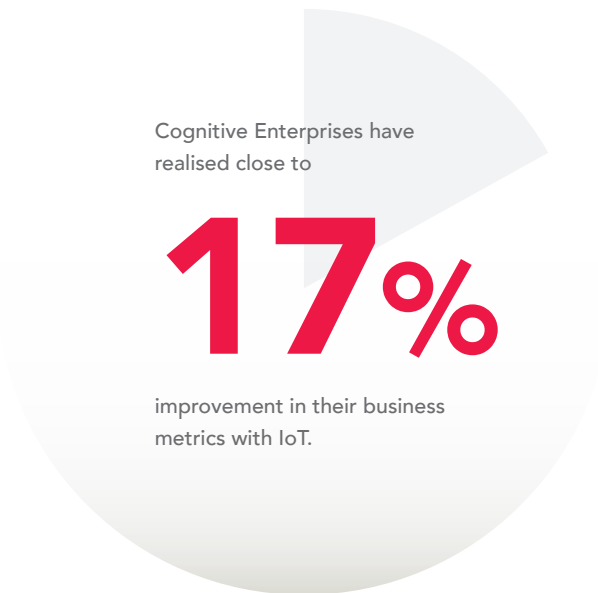 Cognitive Enterprises have
realised close to
17%
improvement in their business
metrics with IoT.